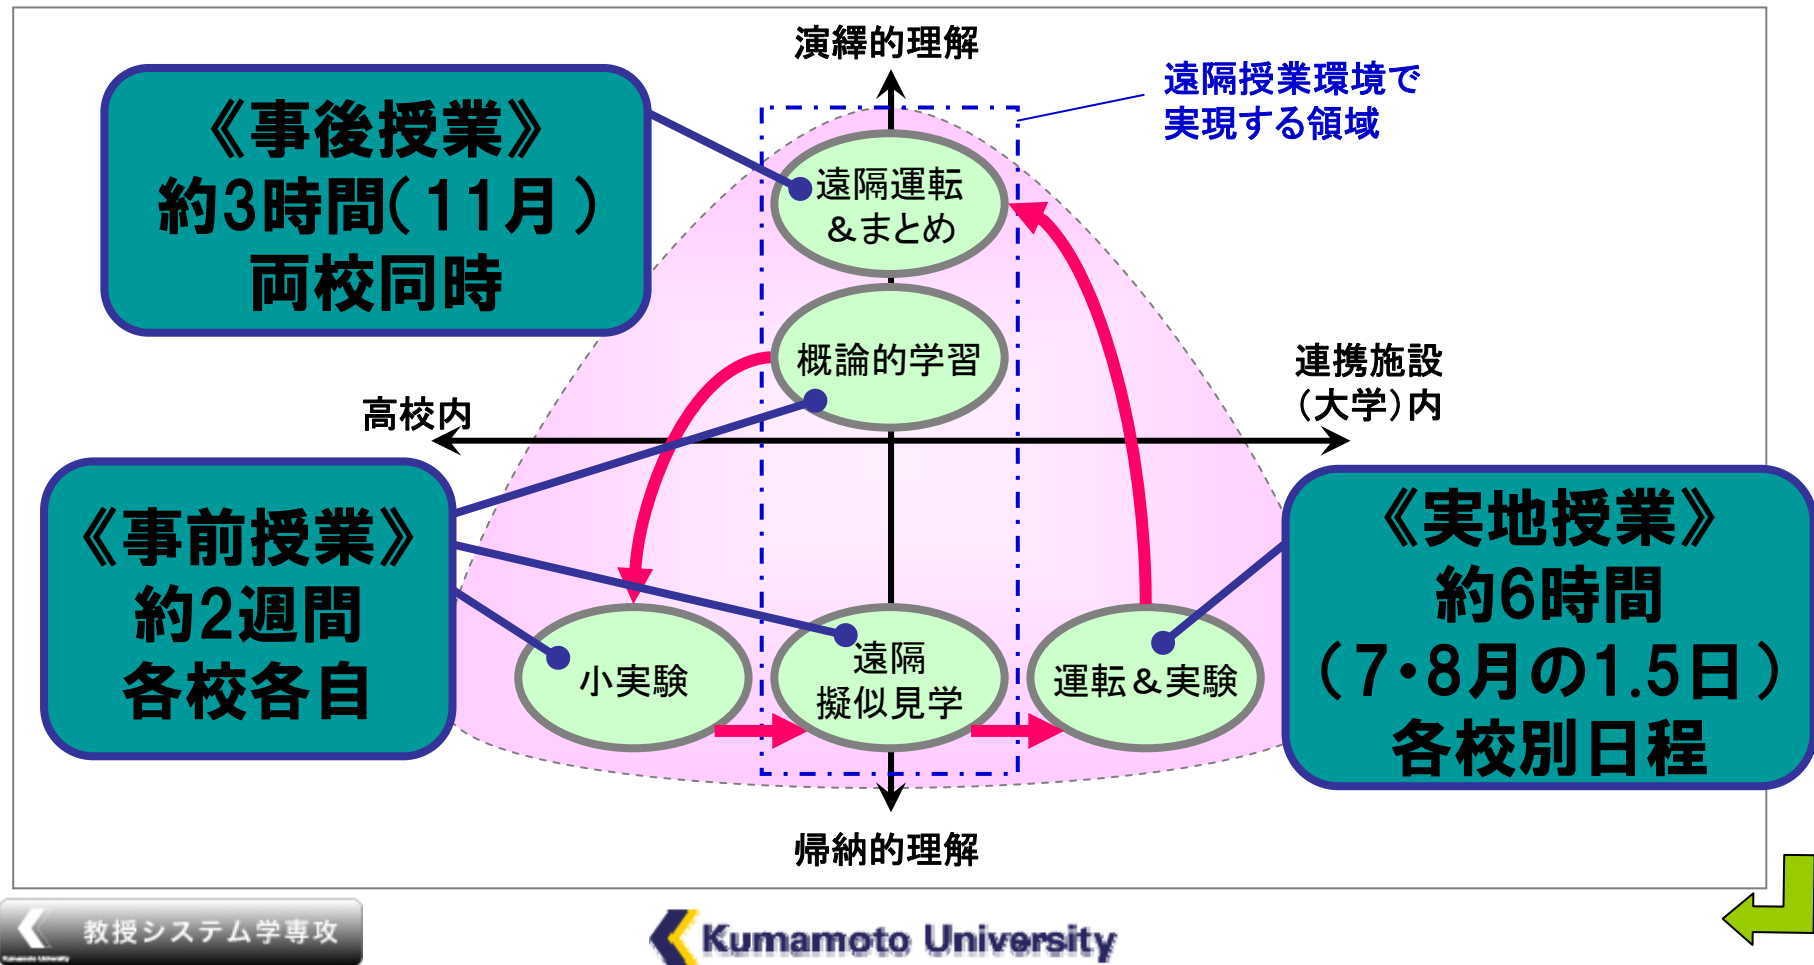 演繹的理解
遠隔授業環境で
実現する領域
《事後授業》
約3時間(11月)
両校同時
遠隔運転
&まとめ
概論的学習
高校内
連携施設
(大学)内
《事前授業》
約2週間
各校各自
《実地授業》
約6時間
(7・8月の1.5日)
各校別日程
小実験
遠隔
擬似見学
運転&実験
帰納的理解
教授システム学専攻
Kumamoto University
Kumamoto University